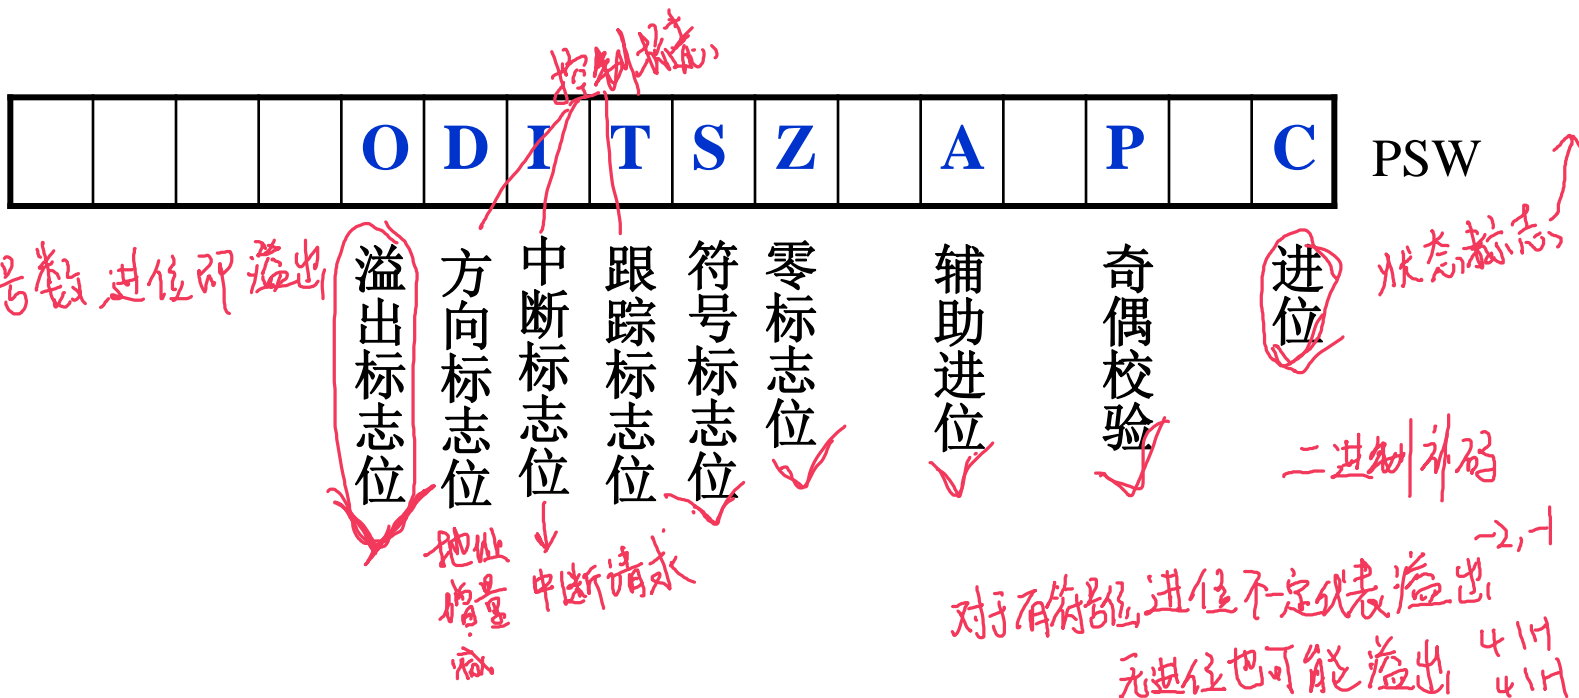 控制标志
O D I T S Z A P C PSW
号数,进位即溢出
溢出标志位
方向标志位
中断标志位
跟踪标志位
符号标志位
零标志位
辅助进位
奇偶校验
进位
状态标志
地址
增量
减
中断请求
二进制补码
-2,-1
对于有符号位进位不一定代表溢出
无进位也可能溢出
41H
41H